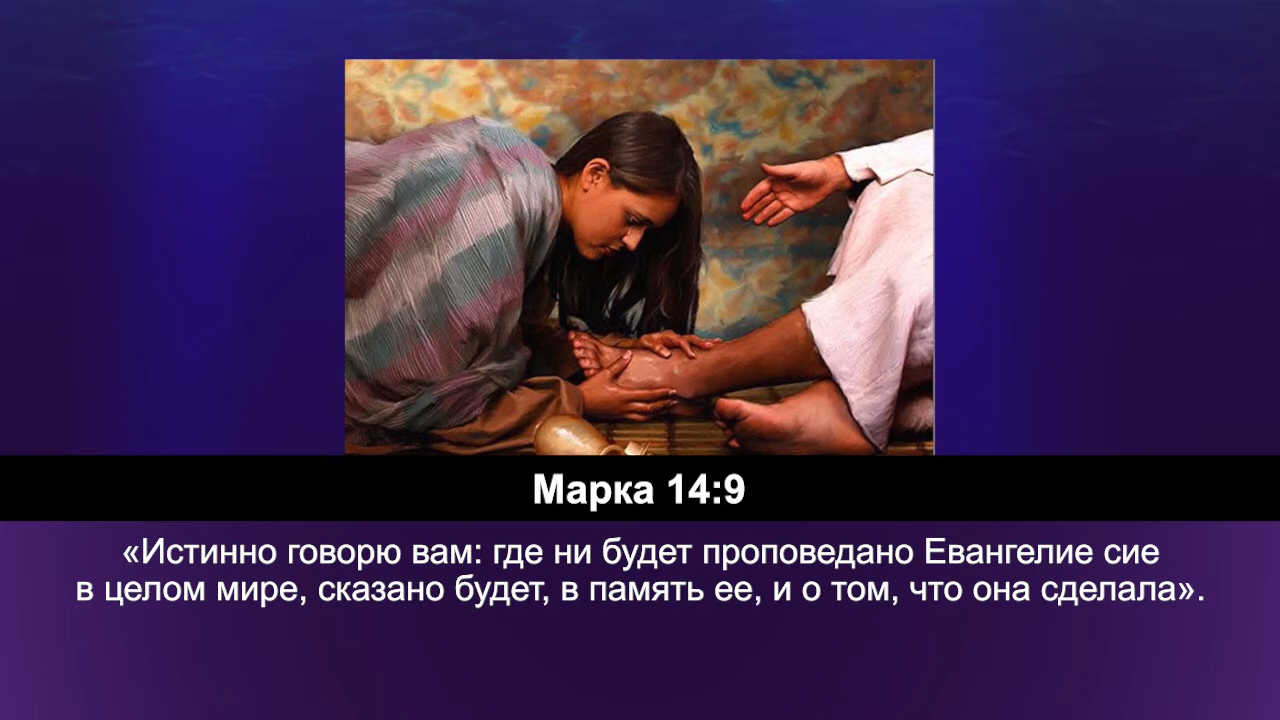 Марка 14:9
«Истинно говорю вам: где ни будет проповедано Евангелие сие
в целом мире, сказано будет, в память ее, и о том, что она сделала».